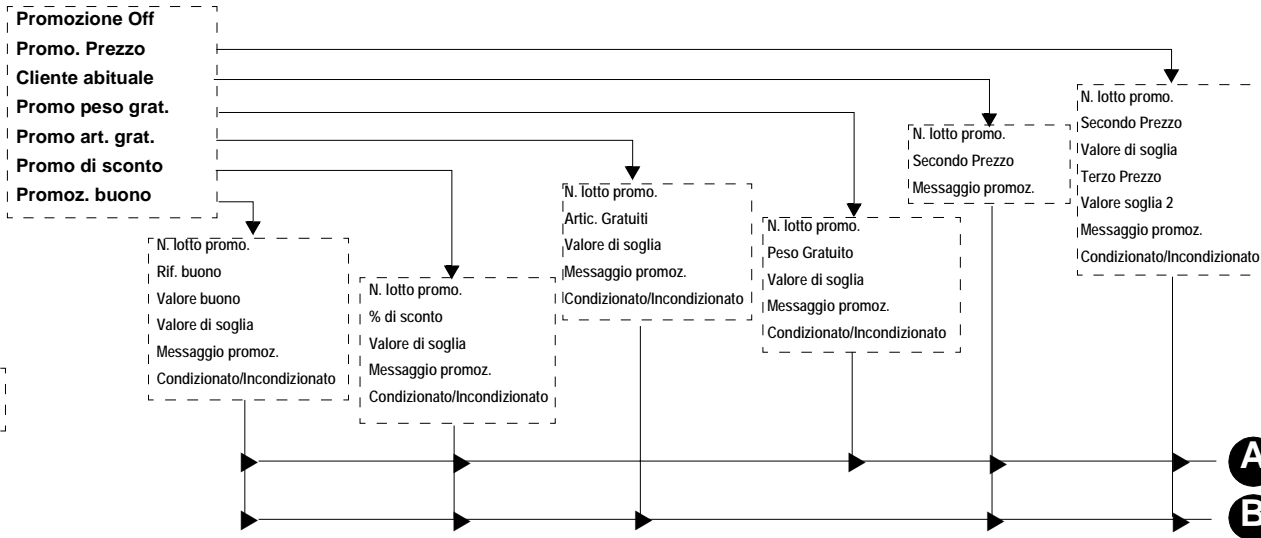 Promozione Off
Promo. Prezzo
Cliente abituale
Promo peso grat.
Promo art. grat.
Promo di sconto
Promoz. buono
N. lotto promo.
Rif. buono
Valore buono
Valore di soglia
Messaggio promoz.
Condizionato/Incondizionato
N. lotto promo.
% di sconto
Valore di soglia
Messaggio promoz.
Condizionato/Incondizionato
N. lotto promo.
Artic. Gratuiti
Valore di soglia
Messaggio promoz.
Condizionato/Incondizionato
N. lotto promo.
Peso Gratuito
Valore di soglia
Messaggio promoz.
Condizionato/Incondizionato
N. lotto promo.
Secondo Prezzo
Messaggio promoz.
N. lotto promo.
Secondo Prezzo
Valore di soglia
Terzo Prezzo
Valore soglia 2
Messaggio promoz.
Condizionato/Incondizionato
A
B